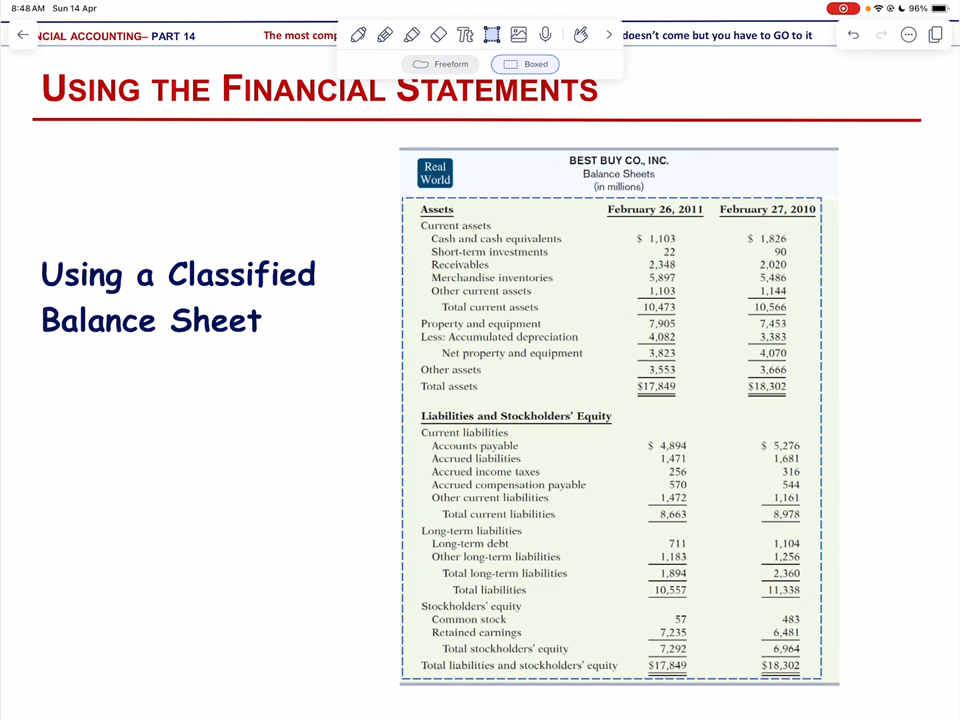 8:48 AM Sun 14 Apr 96%
NCIAL ACCOUNTING– PART 14 The most comp doesn't come but you have to GO to it
Freeform Boxed
USING THE FINANCIAL STATEMENTS
Using a Classified
Balance Sheet
Real
World
BEST BUY CO., INC.
Balance Sheets
(in millions)
Assets February 26, 2011 February 27, 2010
Current assets
Cash and cash equivalents $ 1,103 $ 1,826
Short-term investments 22 90
Receivables 2,348 2,020
Merchandise inventories 5,897 5,486
Other current assets 1,103 1,144
Total current assets 10,473 10,566
Property and equipment 7,905 7,453
Less: Accumulated depreciation 4,082 3,383
Net property and equipment 3,823 4,070
Other assets 3,553 3,666
Total assets $17,849 $18,302
Liabilities and Stockholders' Equity
Current liabilities
Accounts payable $ 4,894 $ 5,276
Accrued liabilities 1,471 1,681
Accrued income taxes 256 316
Accrued compensation payable 570 544
Other current liabilities 1,472 1,161
Total current liabilities 8,663 8,978
Long-term liabilities
Long-term debt 711 1,104
Other long-term liabilities 1,183 1,256
Total long-term liabilities 1,894 2,360
Total liabilities 10,557 11,338
Stockholders' equity
Common stock 57 483
Retained earnings 7,235 6,481
Total stockholders' equity 7,292 6,964
Total liabilities and stockholders' equity $17,849 $18,302